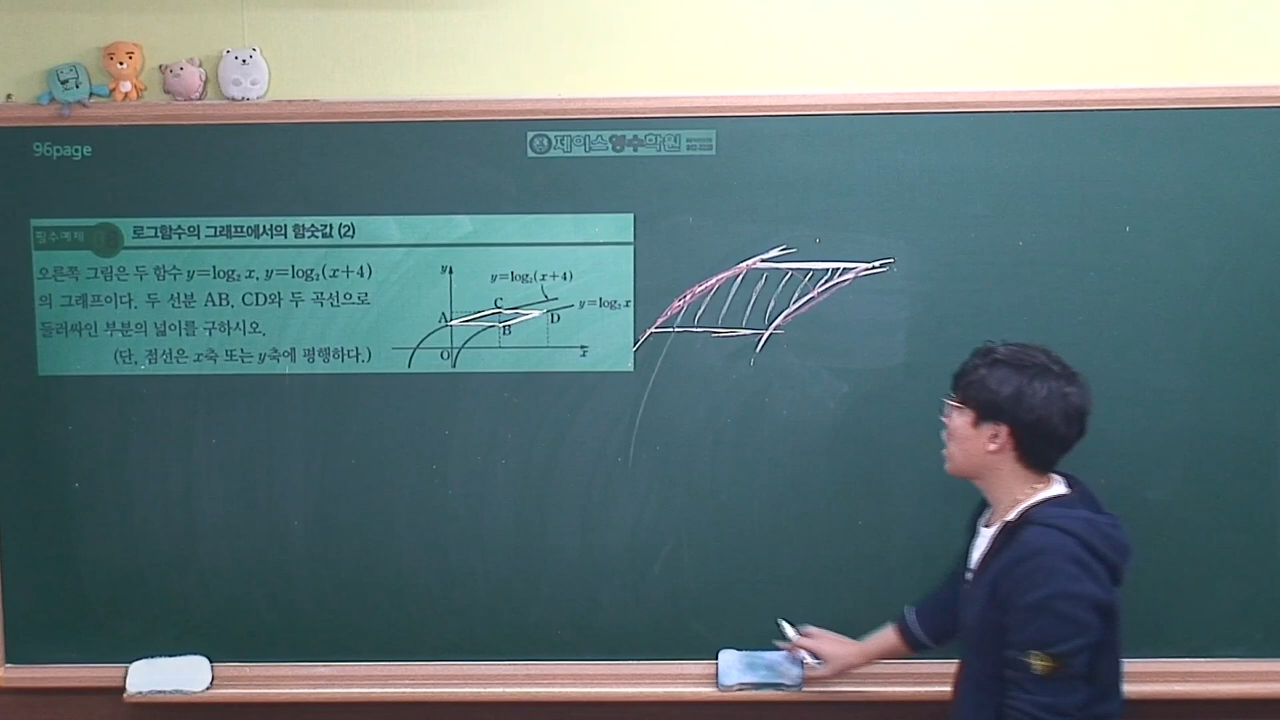 96page
제이스영수학원
필수예제
로그함수의 그래프에서의 함숫값 (2)
오른쪽 그림은 두 함수 y=log₂ x, y=log₂(x+4)
의 그래프이다. 두 선분 AB, CD와 두 곡선으로
둘러싸인 부분의 넓이를 구하시오.
(단, 점선은 x축 또는 y축에 평행하다.)
y
y=log₂(x+4)
y=log₂ x
C
A
D
B
O
x